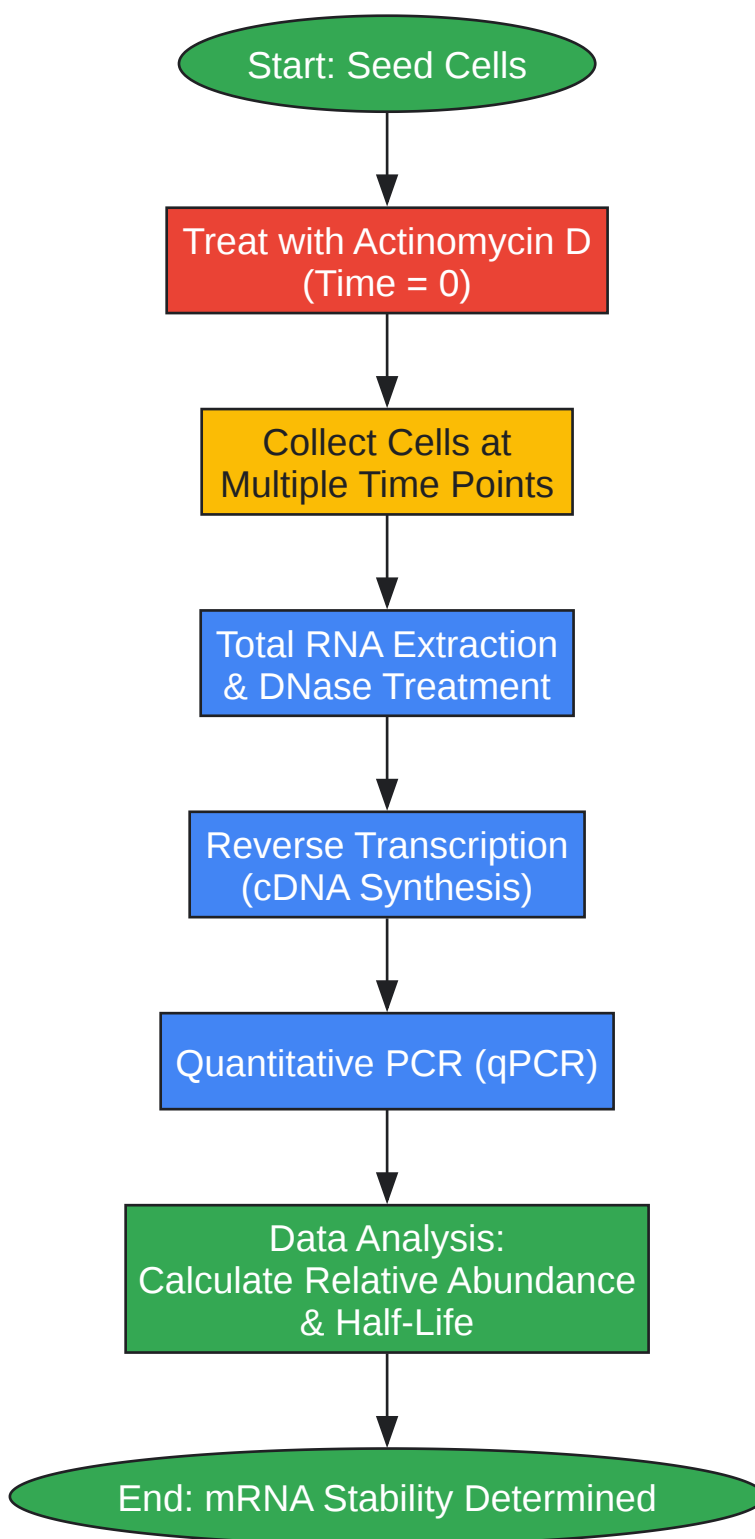 Start: Seed Cells
Treat with Actinomycin D
(Time = 0)
Collect Cells at
Multiple Time Points
Total RNA Extraction
& DNase Treatment
Reverse Transcription
(cDNA Synthesis)
Quantitative PCR (qPCR)
Data Analysis:
Calculate Relative Abundance
& Half-Life
End: mRNA Stability Determined